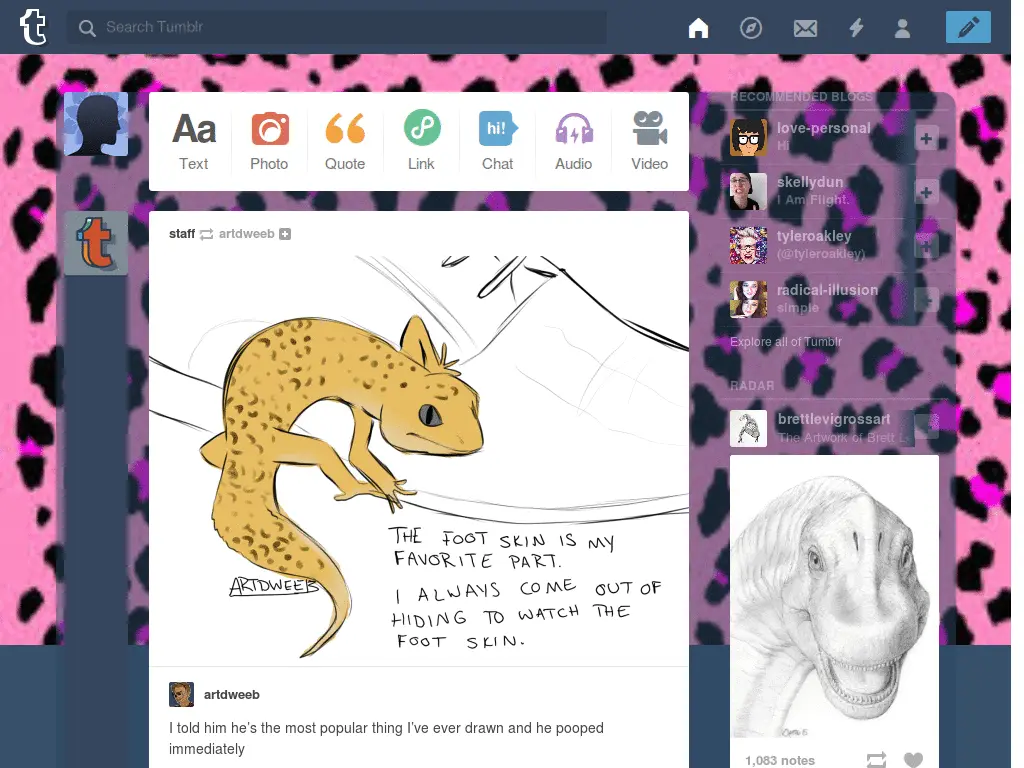 t
Search Tumblr
Aa
Text
Photo
Quote
Link
hi!
Chat
Audio
Video
staff artdweeb
THE FOOT SKIN IS MY
FAVORITE PART.
I ALWAYS COME OUT OF
HIDING TO WATCH THE
FOOT SKIN.
ARTDWEEB
artdweeb
I told him he's the most popular thing I've ever drawn and he pooped
immediately
RECOMMENDED BLOGS
love-personal
Hi
skellydun
I Am Flight.
tyleroakley
(@tyleroakley)
radical-illusion
simple
Explore all of Tumblr
RADAR
brettlevigrossart
The Artwork of Brett L…
1,083 notes